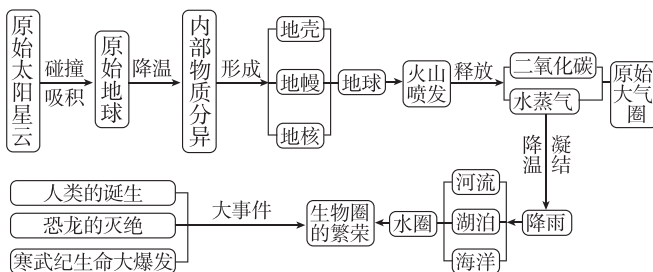 原始太阳星云
碰撞
吸积
原始地球
降温
内部物质分异
形成
地壳
地幔
地核
地球
火山
喷发
释放
二氧化碳
水蒸气
原始
大气
圈
降温
凝结
降雨
河流
湖泊
海洋
水圈
生物圈
的繁荣
大事件
人类的诞生
恐龙的灭绝
寒武纪生命大爆发